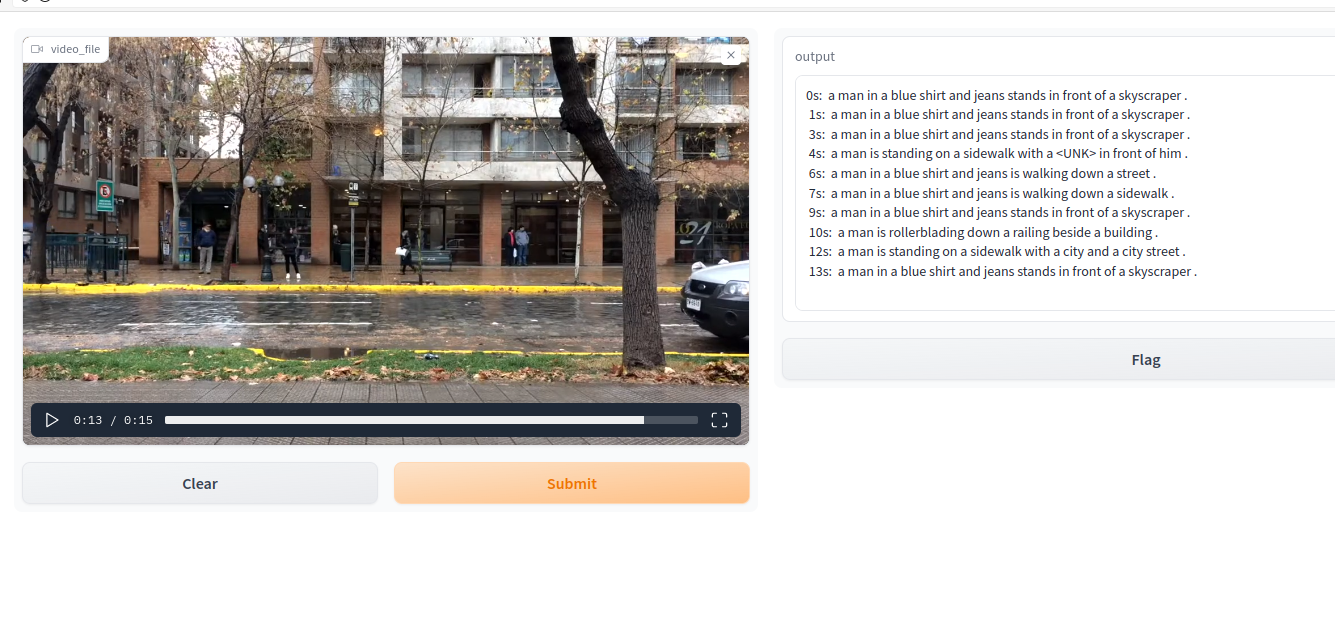 video_file
0:13 / 0:15
Clear
Submit
output
0s: a man in a blue shirt and jeans stands in front of a skyscraper .
1s: a man in a blue shirt and jeans stands in front of a skyscraper .
3s: a man in a blue shirt and jeans stands in front of a skyscraper .
4s: a man is standing on a sidewalk with a <UNK> in front of him .
6s: a man in a blue shirt and jeans is walking down a street .
7s: a man in a blue shirt and jeans is walking down a sidewalk .
9s: a man in a blue shirt and jeans stands in front of a skyscraper .
10s: a man is rollerblading down a railing beside a building .
12s: a man is standing on a sidewalk with a city and a city street .
13s: a man in a blue shirt and jeans stands in front of a skyscraper .
Flag
21